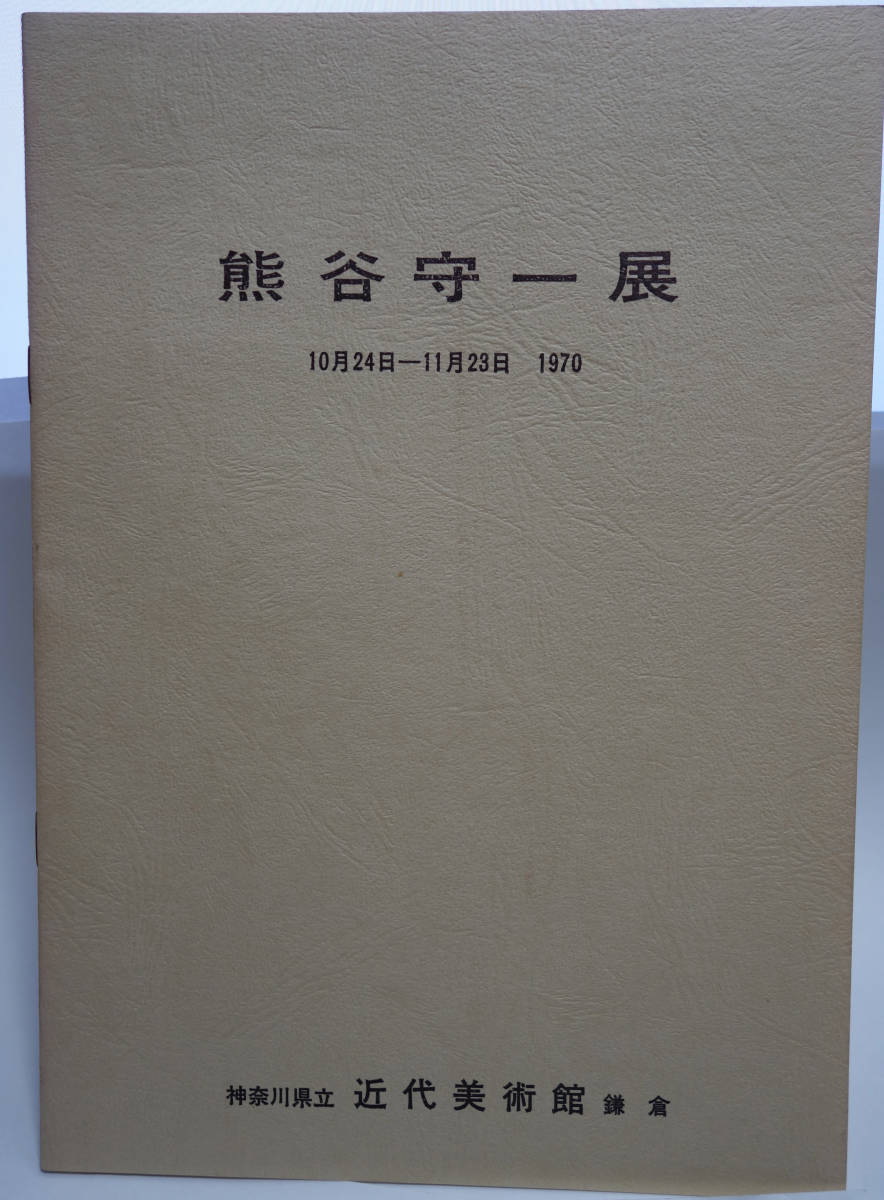 熊谷守一展
10月24日—11月23日 1970
神奈川県立 近代美術館 鎌倉